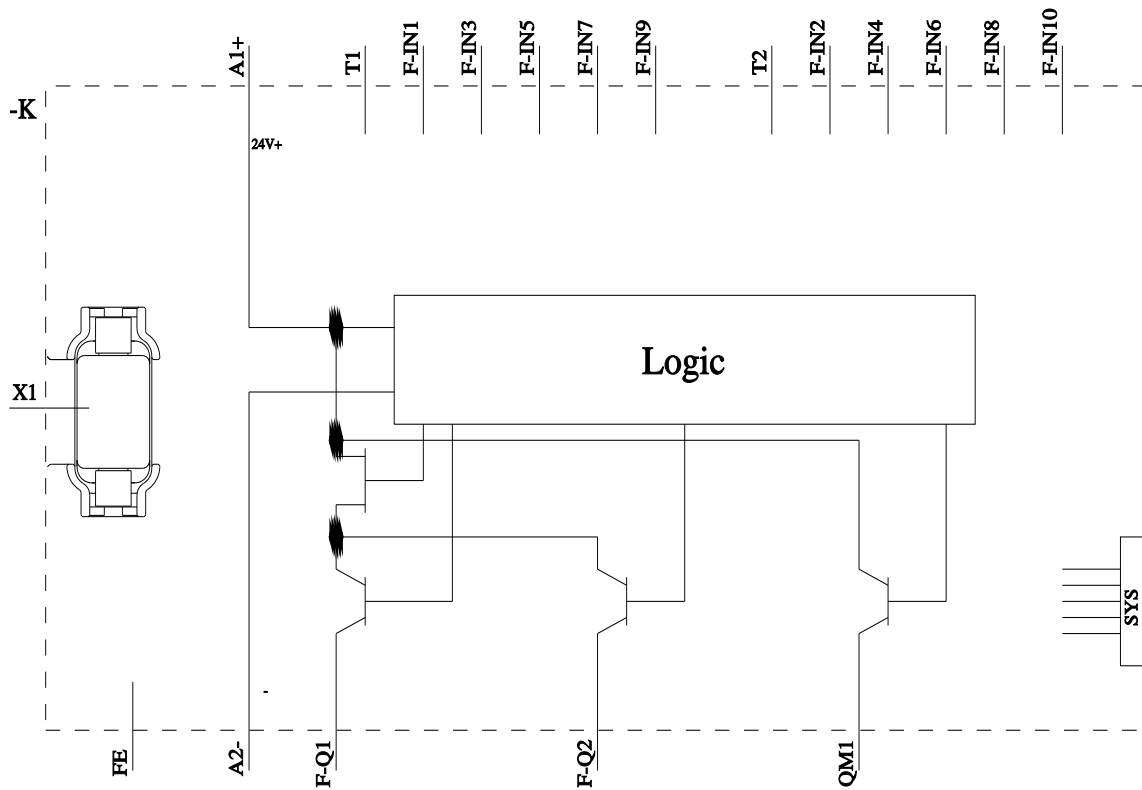 A1+
T1
F-IN1
F-IN3
F-IN5
F-IN7
F-IN9
T2
F-IN2
F-IN4
F-IN6
F-IN8
F-IN10
-K
24V+
Logic
X1
SYS
-
FE
A2-
F-Q1
F-Q2
QM1